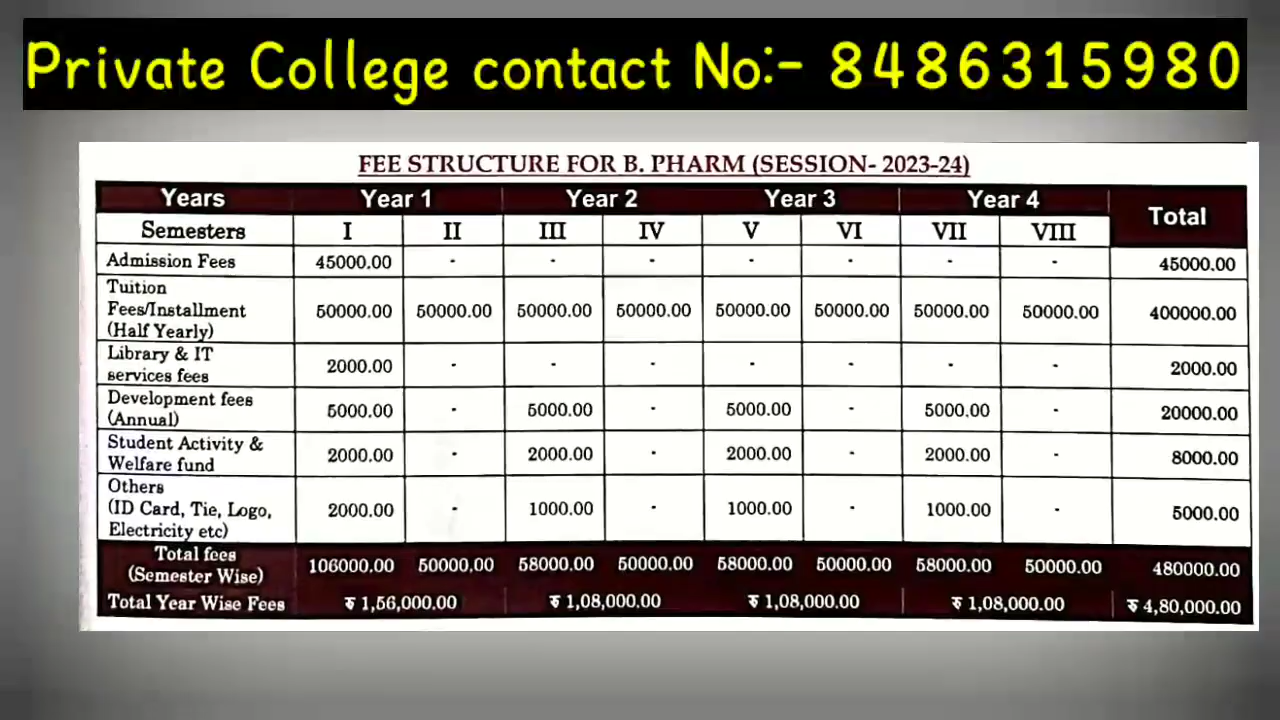 Private College contact No:- 8486315980
FEE STRUCTURE FOR B. PHARM (SESSION- 2023-24)
Years Year 1 Year 2 Year 3 Year 4 Total
Semesters I II III IV V VI VII VIII
Admission Fees 45000.00 - - - - - - - 45000.00
Tuition
Fees/Installment
(Half Yearly) 50000.00 50000.00 50000.00 50000.00 50000.00 50000.00 50000.00 50000.00 400000.00
Library & IT
services fees 2000.00 - - - - - - - 2000.00
Development fees
(Annual) 5000.00 - 5000.00 - 5000.00 - 5000.00 - 20000.00
Student Activity &
Welfare fund 2000.00 - 2000.00 - 2000.00 - 2000.00 - 8000.00
Others
(ID Card, Tie, Logo,
Electricity etc) 2000.00 - 1000.00 - 1000.00 - 1000.00 - 5000.00
Total fees
(Semester Wise) 106000.00 50000,00 58000.00 50000.00 58000.00 50000.00 58000.00 50000.00 480000.00
Total Year Wise Fees रु 1,56,000.00 रु 1,08,000.00 रु 1,08,000.00 रु 1,08,000.00 रु 4,80,000.00